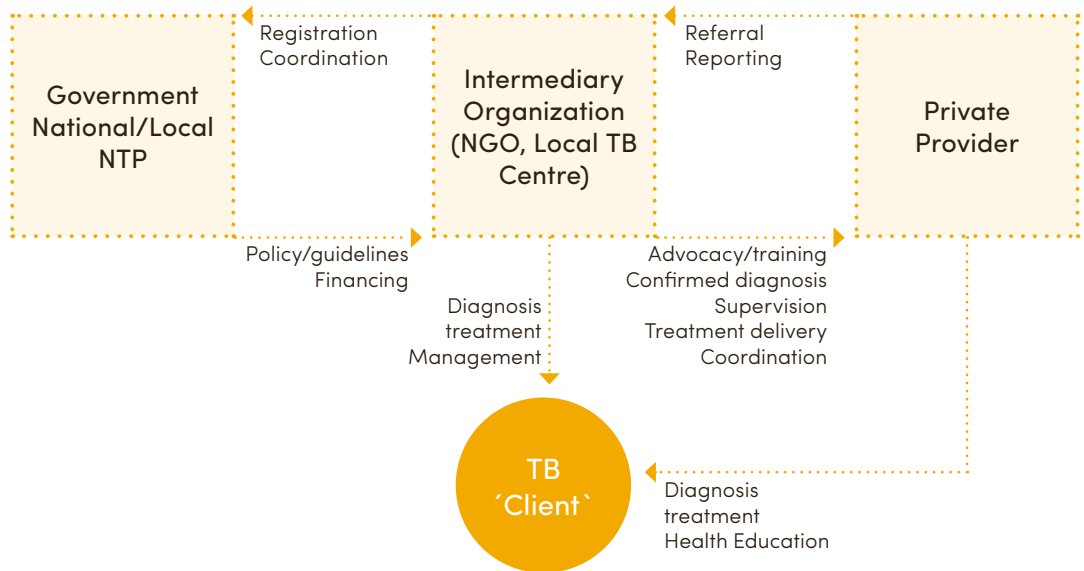 Registration
Coordination
Referral
Reporting
Government
National/Local
NTP
Intermediary
Organization
(NGO, Local TB
Centre)
Private
Provider
Policy/guidelines
Financing
Advocacy/training
Confirmed diagnosis
Supervision
Treatment delivery
Coordination
Diagnosis
treatment
Management
TB
´Client`
Diagnosis
treatment
Health Education